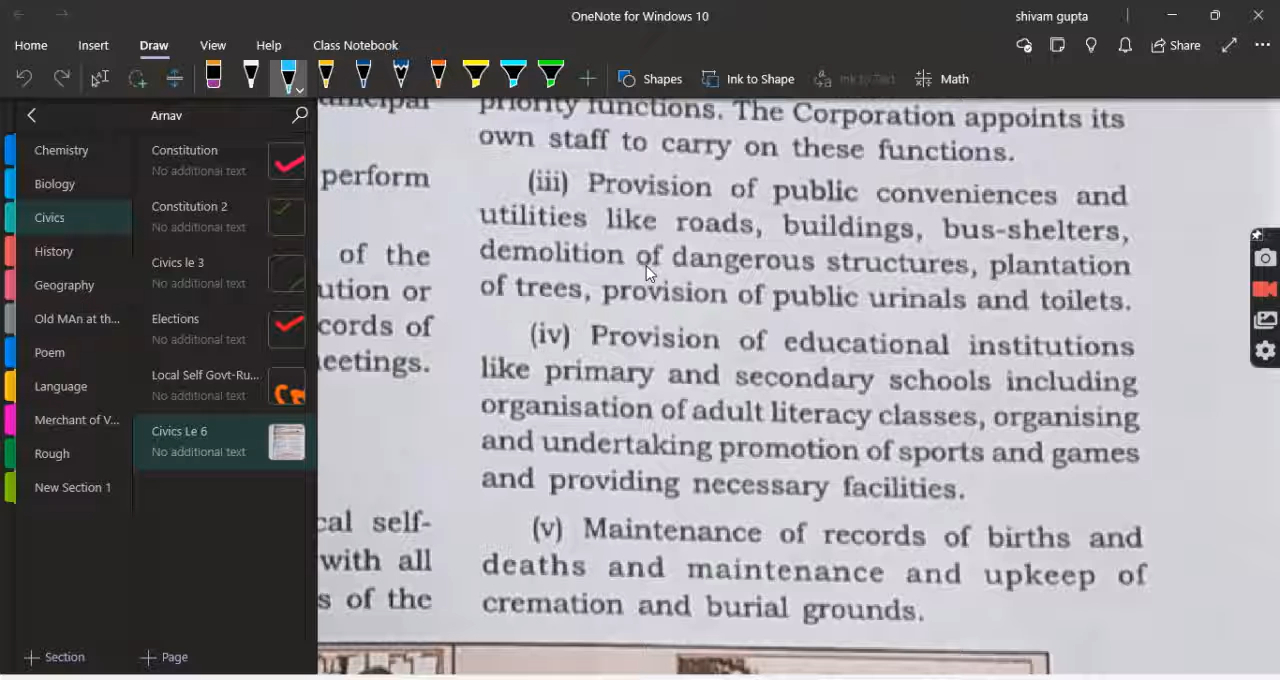 OneNote for Windows 10
shivam gupta
Home Insert Draw View Help Class Notebook
Share
Shapes
Ink to Shape
Ink to Text
Math
Arnav
Chemistry
Biology
Civics
History
Geography
Old MAn at th...
Poem
Language
Merchant of V...
Rough
New Section 1
Constitution
No additional text
Constitution 2
No additional text
Civics le 3
No additional text
Elections
No additional text
Local Self Govt-Ru...
No additional text
Civics Le 6
No additional text
Section
Page
perform
of the
ution or
cords of
eetings.
cal self-
with all
s of the
priority functions. The Corporation appoints its
own staff to carry on these functions.
(iii) Provision of public conveniences and
utilities like roads, buildings, bus-shelters,
demolition of dangerous structures, plantation
of trees, provision of public urinals and toilets.
(iv) Provision of educational institutions
like primary and secondary schools including
organisation of adult literacy classes, organising
and undertaking promotion of sports and games
and providing necessary facilities.
(v) Maintenance of records of births and
deaths and maintenance and upkeep of
cremation and burial grounds.